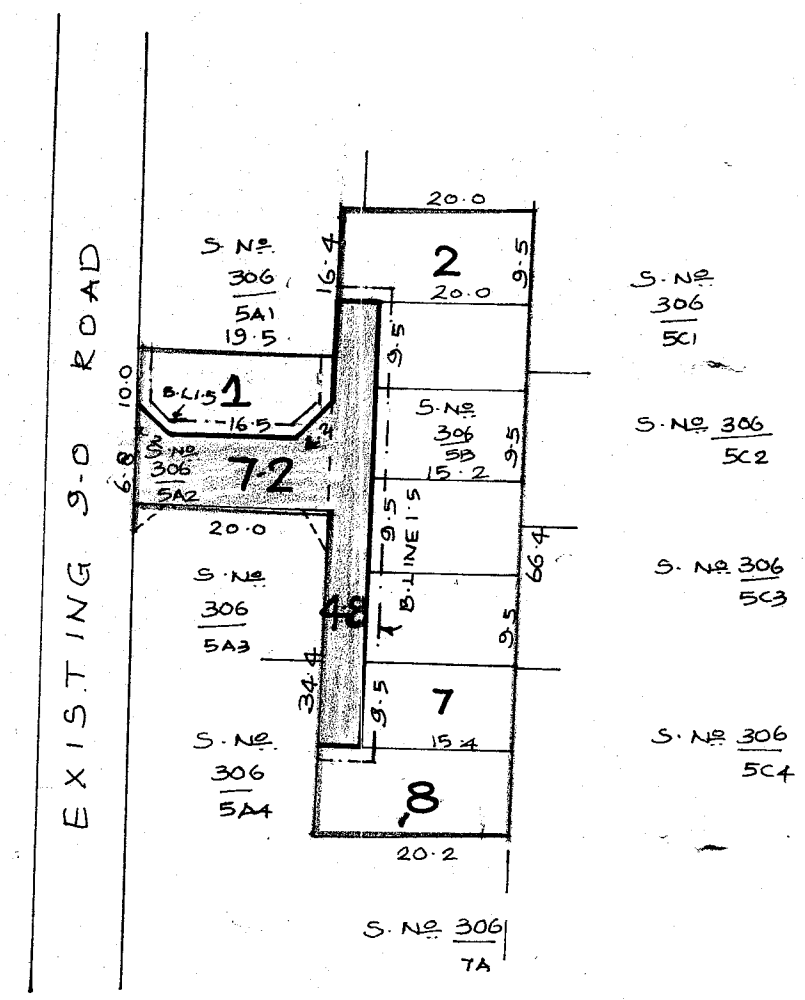 20.0
S. Nº
306
5A1
19.5
16.4
2
20.0
9.5
S. Nº
306
5C1
9.5
10.0
B.L1.5
1
16.5
S. Nº
306
5B
15.2
9.5
S. Nº 306
5C2
6.8
S. Nº
306
5A2
7.2
20.0
9.5
B.LINE 1.5
66.4
EXISTING 9.0 ROAD
S. Nº
306
5A3
4.8
9.5
S. Nº 306
5C3
34.4
9.5
7
15.4
S. Nº
306
5A4
S. Nº 306
5C4
8
20.2
S. Nº 306
7A